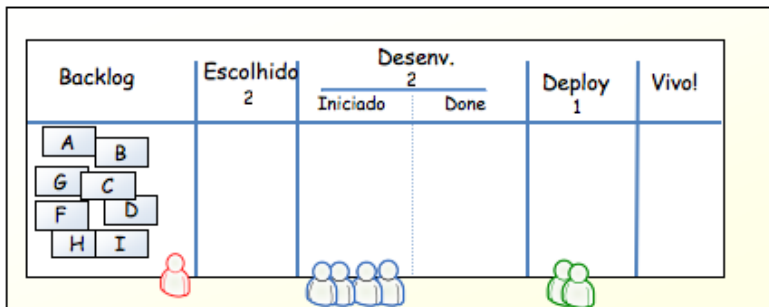 Backlog
Escolhido
2
Desenv.
2
Iniciado
Done
Deploy
1
Vivo!
A
B
G
C
F
D
H
I